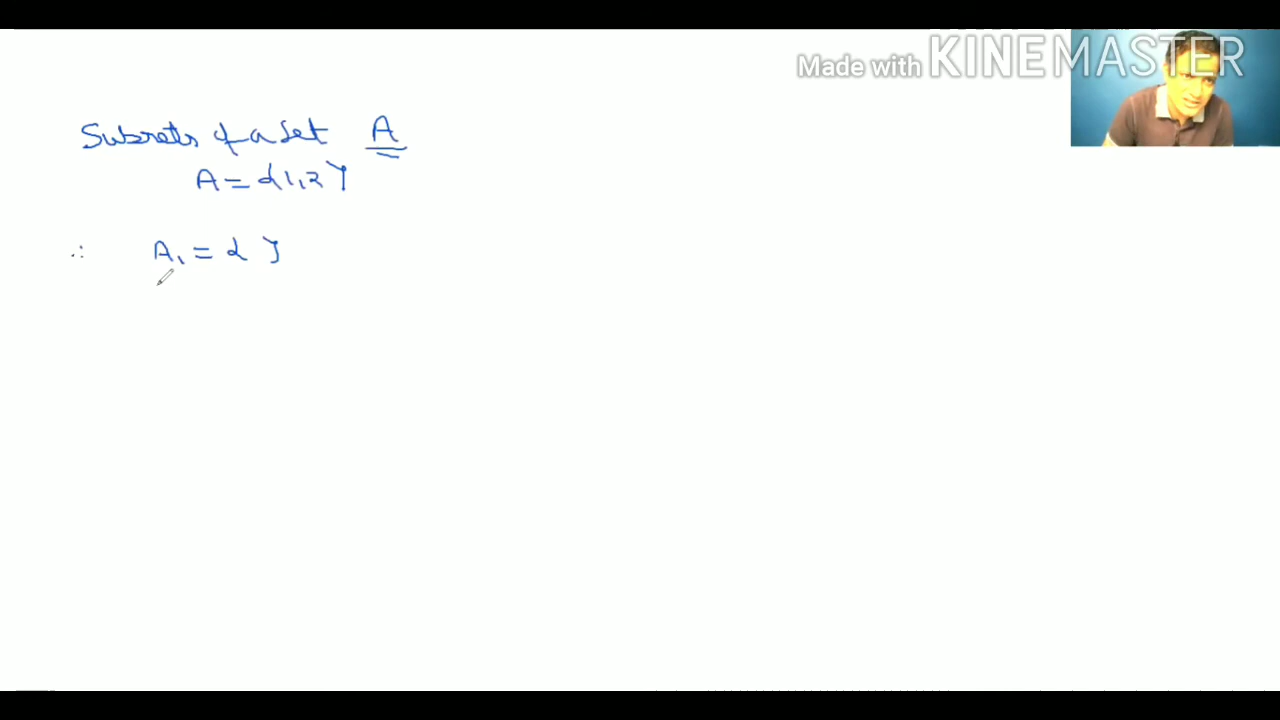 Made with KINEMASTER
Subsets of a set A
A = {1,2}
∴ A₁ = { }